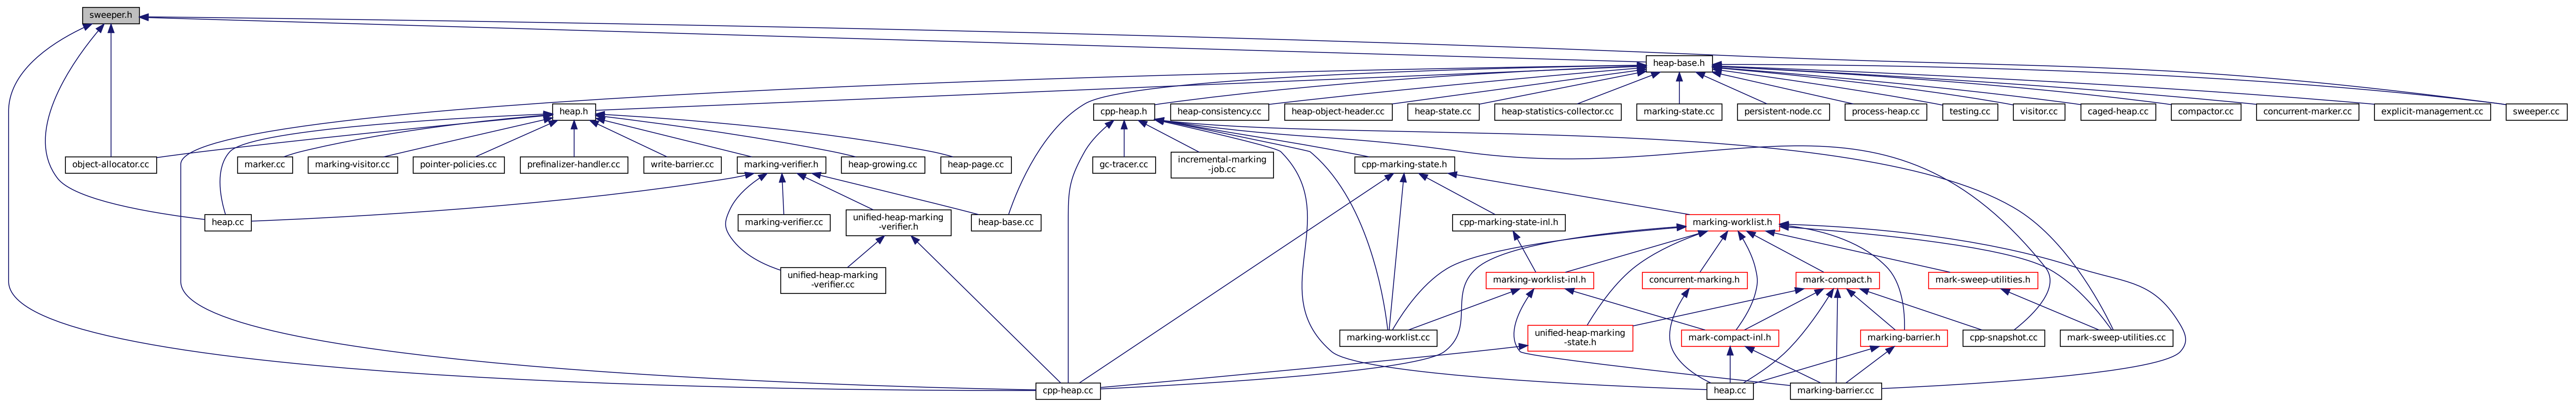 sweeper.h
heap-base.h
heap.h
cpp-heap.h
heap-consistency.cc
heap-object-header.cc
heap-state.cc
heap-statistics-collector.cc
marking-state.cc
persistent-node.cc
process-heap.cc
testing.cc
visitor.cc
caged-heap.cc
compactor.cc
concurrent-marker.cc
explicit-management.cc
sweeper.cc
object-allocator.cc
marker.cc
marking-visitor.cc
pointer-policies.cc
prefinalizer-handler.cc
write-barrier.cc
marking-verifier.h
heap-growing.cc
heap-page.cc
gc-tracer.cc
incremental-marking
-job.cc
cpp-marking-state.h
heap.cc
marking-verifier.cc
unified-heap-marking
-verifier.h
heap-base.cc
cpp-marking-state-inl.h
marking-worklist.h
unified-heap-marking
-verifier.cc
marking-worklist-inl.h
concurrent-marking.h
mark-compact.h
mark-sweep-utilities.h
marking-worklist.cc
unified-heap-marking
-state.h
mark-compact-inl.h
marking-barrier.h
cpp-snapshot.cc
mark-sweep-utilities.cc
cpp-heap.cc
heap.cc
marking-barrier.cc